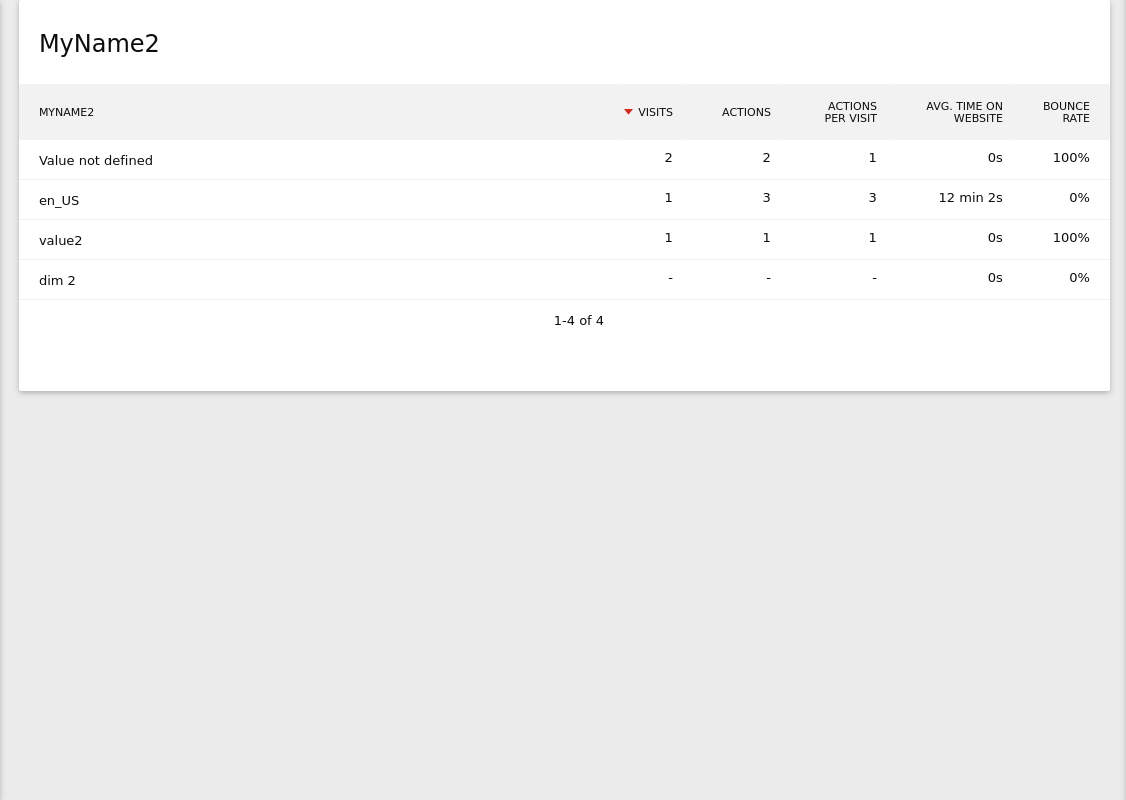 MyName2
MYNAME2 VISITS ACTIONS ACTIONS PER VISIT AVG. TIME ON WEBSITE BOUNCE RATE
Value not defined 2 2 1 0s 100%
en_US 1 3 3 12 min 2s 0%
value2 1 1 1 0s 100%
dim 2 - - - 0s 0%
1-4 of 4